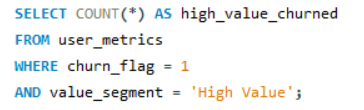 SELECT COUNT(*) AS high_value_churned
FROM user_metrics
WHERE churn_flag = 1
AND value_segment = 'High Value';